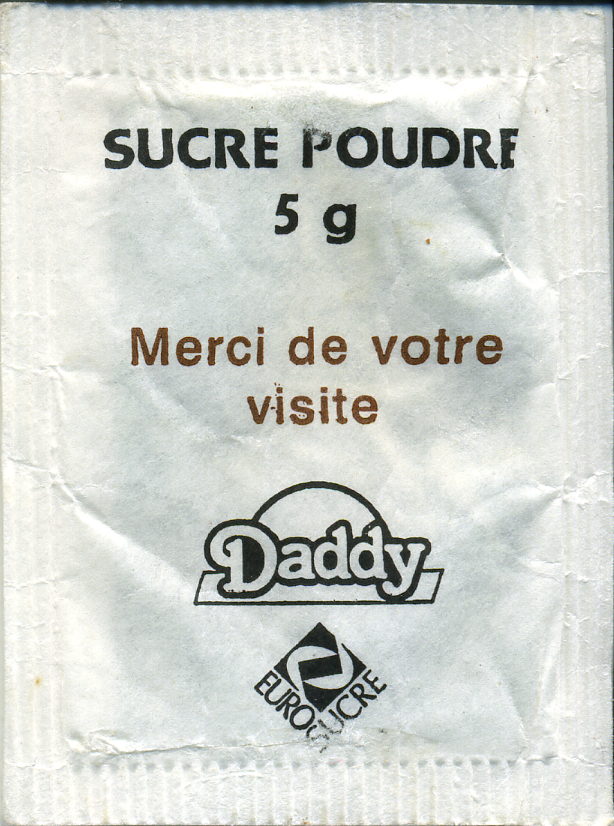 SUCRE POUDRE
5 g
Merci de votre
visite
Daddy
EUROSUCRE